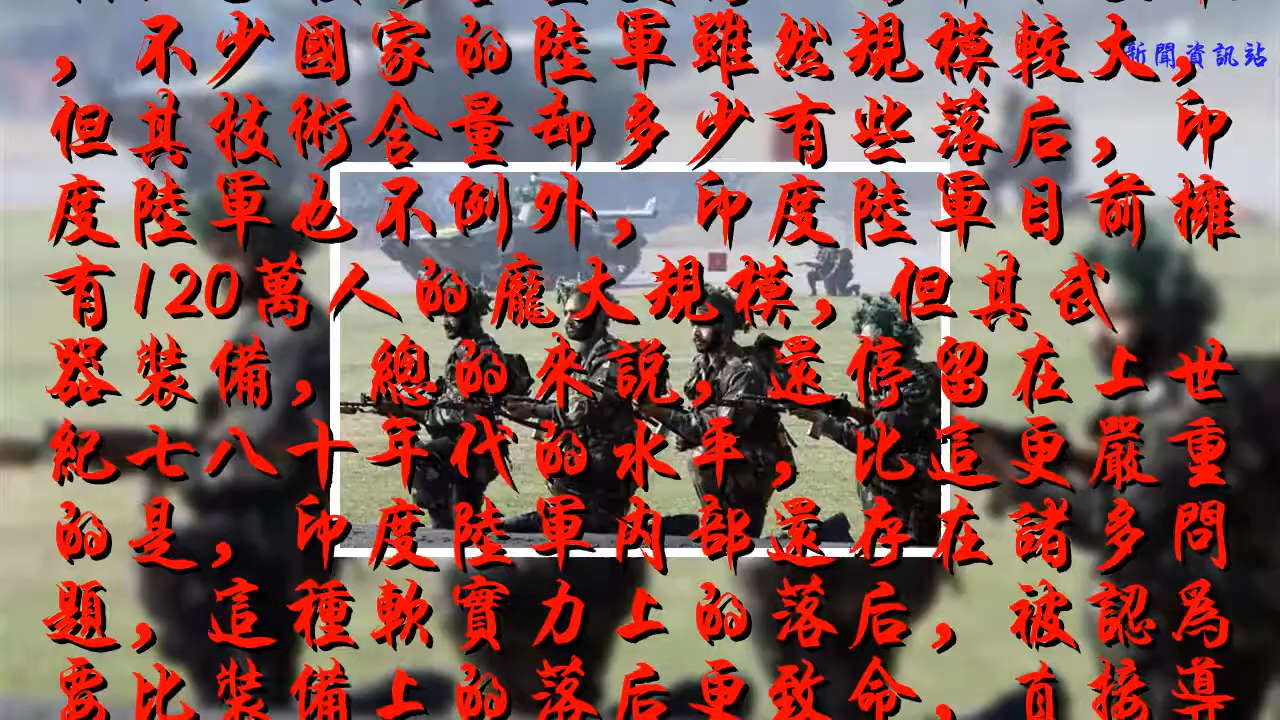 ，不少國家的陸軍雖然規模較大，
新聞資訊站
但其技術含量却多少有些落后，印
度陸軍也不例外，印度陸軍目前擁
有120萬人的龐大規模，但其武
器裝備，總的來說，還停留在上世
紀七八十年代的水平，比這更嚴重
的是，印度陸軍内部還存在諸多問
題，這種軟實力上的落后，被認爲
要比裝備上的落后更致命，直接導